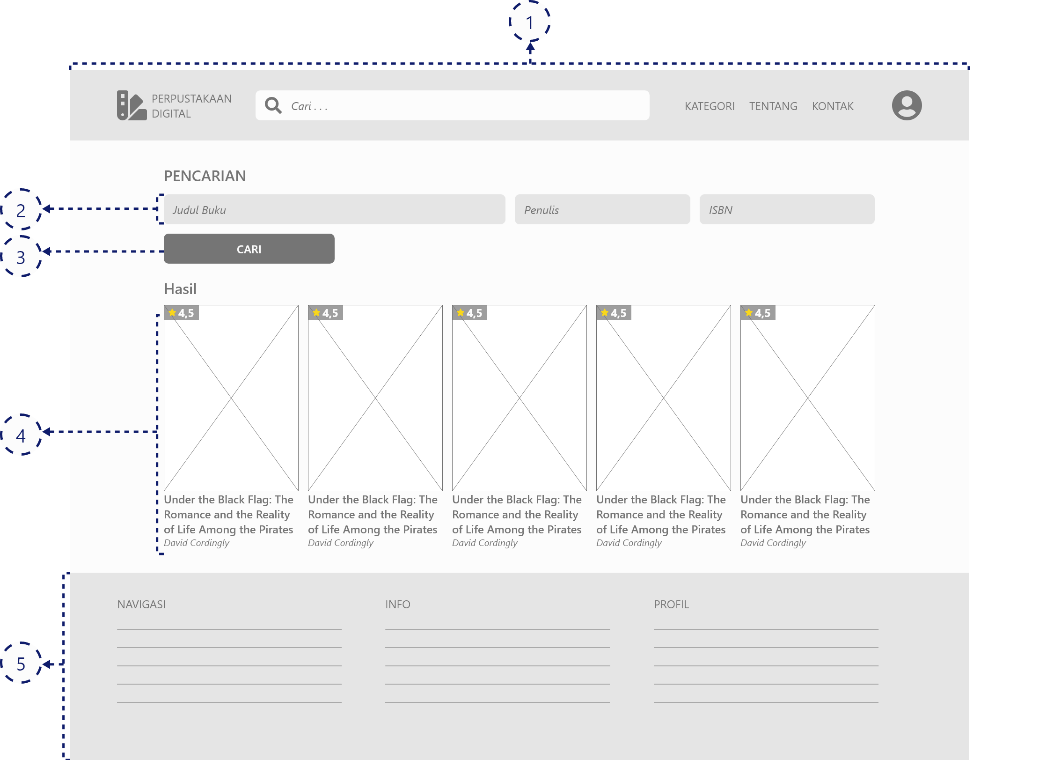 1
PERPUSTAKAAN
DIGITAL
Cari . . .
KATEGORI TENTANG KONTAK
PENCARIAN
2
Judul Buku
Penulis
ISBN
3
CARI
Hasil
4,5
4,5
4,5
4,5
4,5
4
Under the Black Flag: The
Romance and the Reality
of Life Among the Pirates
David Cordingly
Under the Black Flag: The
Romance and the Reality
of Life Among the Pirates
David Cordingly
Under the Black Flag: The
Romance and the Reality
of Life Among the Pirates
David Cordingly
Under the Black Flag: The
Romance and the Reality
of Life Among the Pirates
David Cordingly
Under the Black Flag: The
Romance and the Reality
of Life Among the Pirates
David Cordingly
5
NAVIGASI
INFO
PROFIL